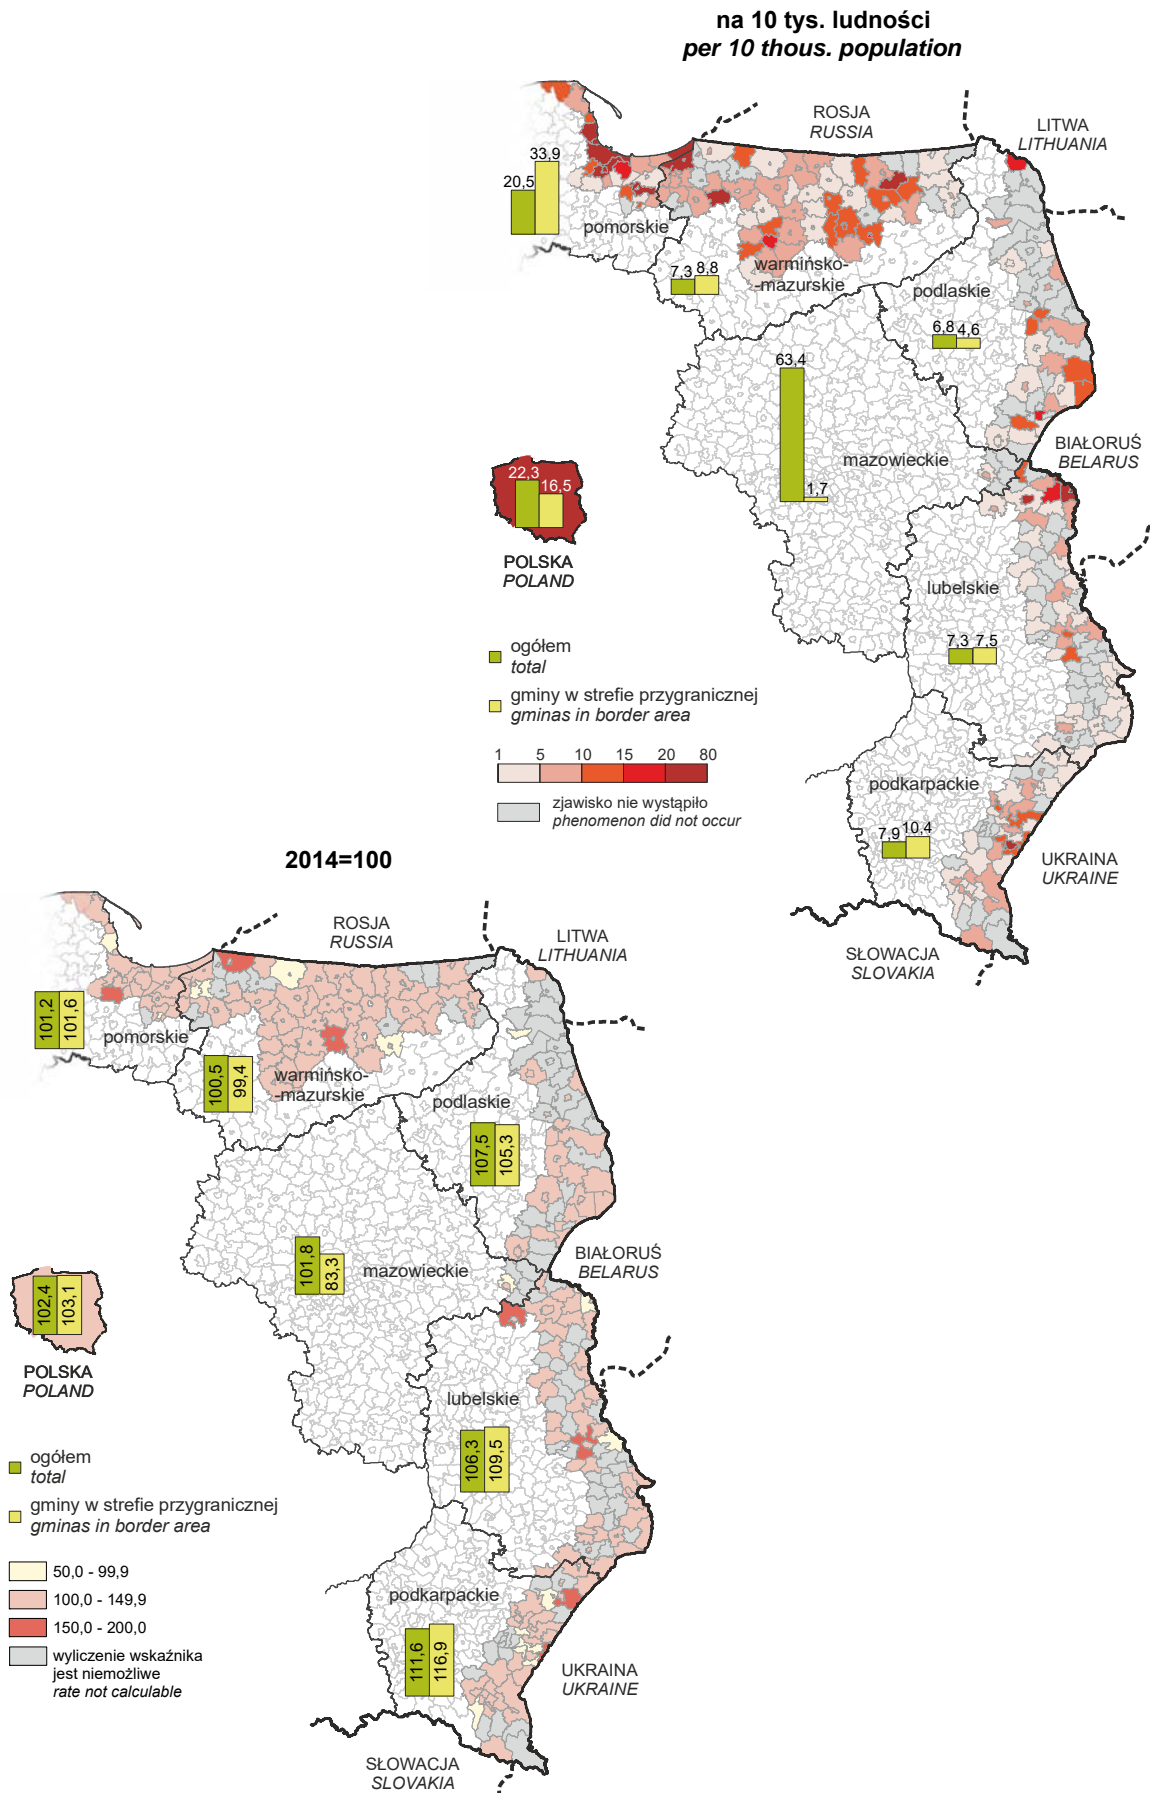 na 10 tys. ludności
per 10 thous. population
ROSJA
RUSSIA
LITWA
LITHUANIA
33,9
20,5
pomorskie
7,3 8,8
warmińsko-
-mazurskie
podlaskie
6,8 4,6
63,4
1,7
mazowieckie
BIAŁORUŚ
BELARUS
22,3
16,5
POLSKA
POLAND
lubelskie
7,3 7,5
ogółem
total
gminy w strefie przygranicznej
gminas in border area
1 5 10 15 20 80
zjawisko nie wystąpiło
phenomenon did not occur
podkarpackie
7,9 10,4
UKRAINA
UKRAINE
SŁOWACJA
SLOVAKIA
2014=100
ROSJA
RUSSIA
LITWA
LITHUANIA
101,2
101,6
pomorskie
100,5
99,4
warmińsko-
-mazurskie
podlaskie
107,5
105,3
101,8
83,3
mazowieckie
BIAŁORUŚ
BELARUS
102,4
103,1
POLSKA
POLAND
lubelskie
106,3
109,5
ogółem
total
gminy w strefie przygranicznej
gminas in border area
50,0 - 99,9
100,0 - 149,9
150,0 - 200,0
wyliczenie wskaźnika
jest niemożliwe
rate not calculable
podkarpackie
111,6
116,9
UKRAINA
UKRAINE
SŁOWACJA
SLOVAKIA